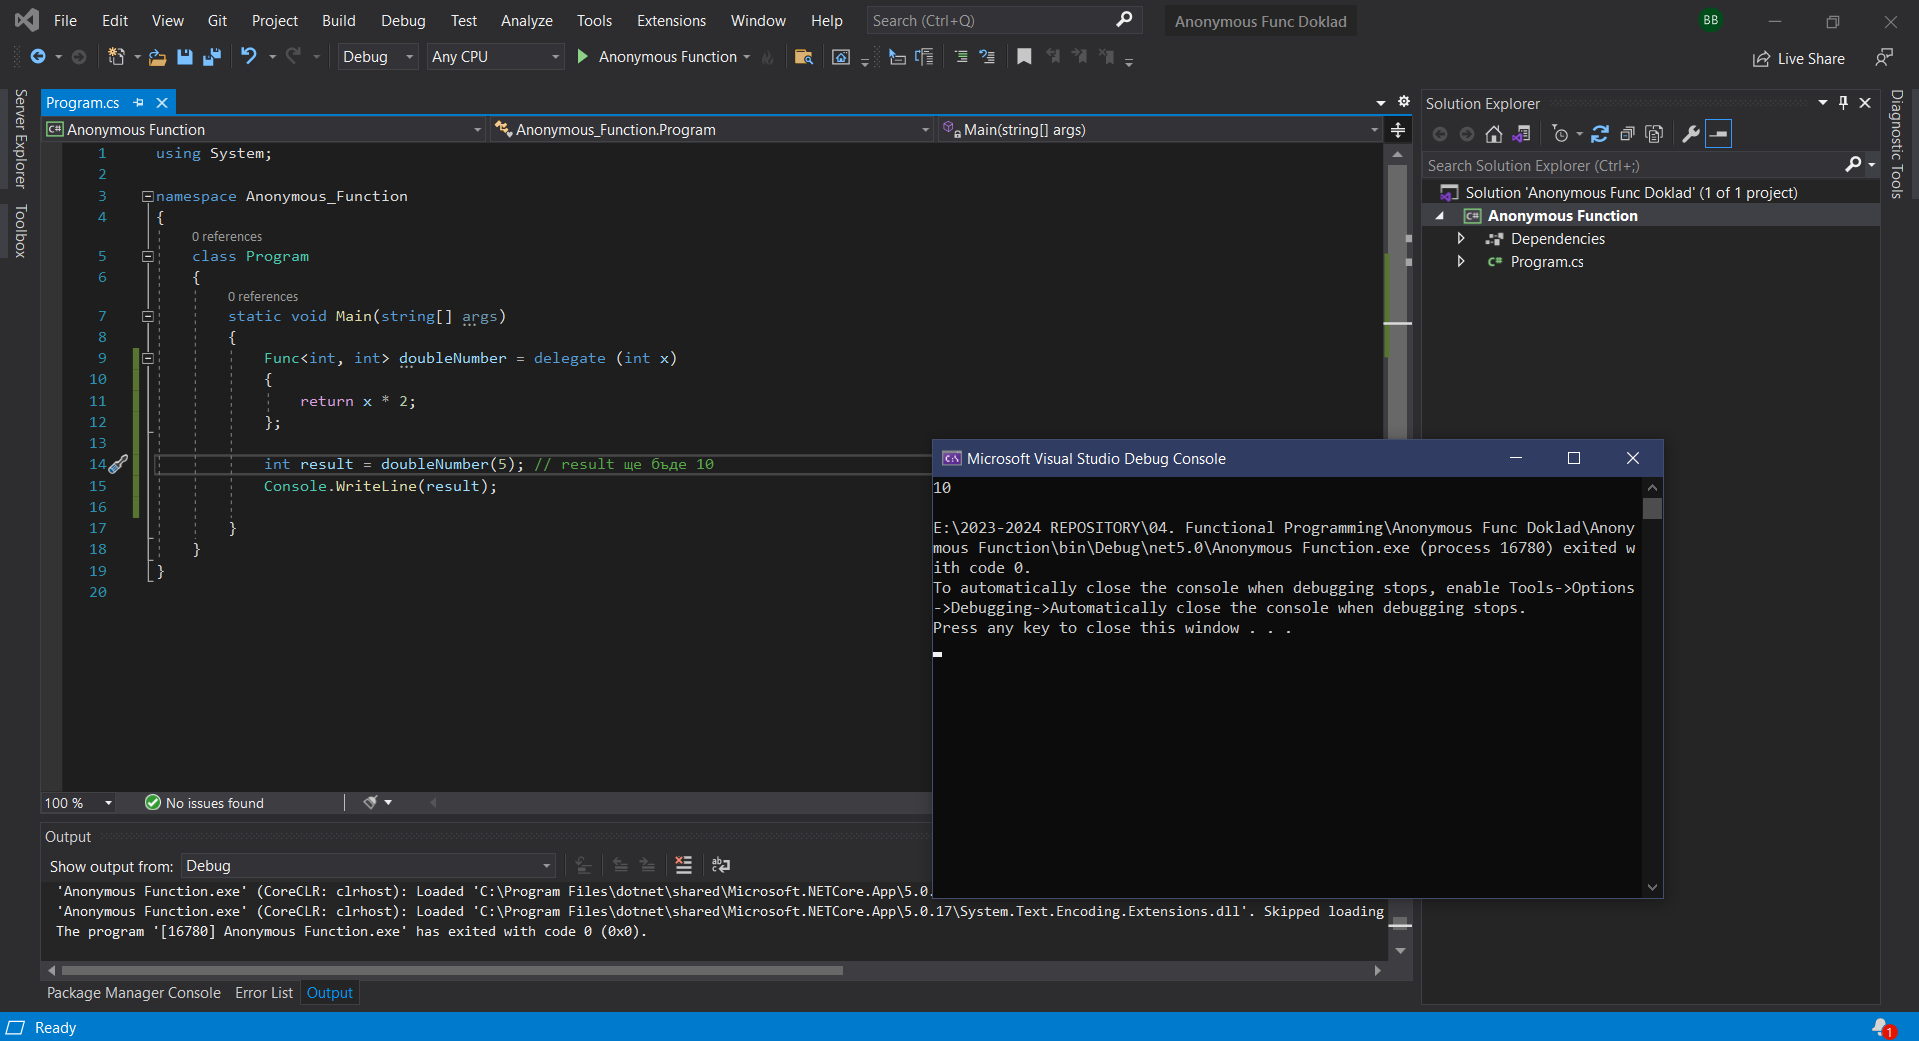 File Edit View Git Project Build Debug Test Analyze Tools Extensions Window Help Search (Ctrl+Q) Anonymous Func Doklad BB
Debug Any CPU Anonymous Function Live Share
Server Explorer
Toolbox
Program.cs
Anonymous Function Anonymous_Function.Program Main(string[] args)
1 using System;
2
3 namespace Anonymous_Function
4 {
0 references
5 class Program
6 {
0 references
7 static void Main(string[] args)
8 {
9 Func<int, int> doubleNumber = delegate (int x)
10 {
11 return x * 2;
12 };
13
14 int result = doubleNumber(5); // result ще бъде 10
15 Console.WriteLine(result);
16
17 }
18 }
19 }
20
100 % No issues found
Microsoft Visual Studio Debug Console
10
E:\2023-2024 REPOSITORY\04. Functional Programming\Anonymous Func Doklad\Anony
mous Function\bin\Debug\net5.0\Anonymous Function.exe (process 16780) exited w
ith code 0.
To automatically close the console when debugging stops, enable Tools->Options
->Debugging->Automatically close the console when debugging stops.
Press any key to close this window . . .
Output
Show output from: Debug
'Anonymous Function.exe' (CoreCLR: clrhost): Loaded 'C:\Program Files\dotnet\shared\Microsoft.NETCore.App\5.0.
'Anonymous Function.exe' (CoreCLR: clrhost): Loaded 'C:\Program Files\dotnet\shared\Microsoft.NETCore.App\5.0.17\System.Text.Encoding.Extensions.dll'. Skipped loading
The program '[16780] Anonymous Function.exe' has exited with code 0 (0x0).
Package Manager Console Error List Output
Solution Explorer
Search Solution Explorer (Ctrl+;)
Solution 'Anonymous Func Doklad' (1 of 1 project)
C# Anonymous Function
Dependencies
C# Program.cs
Diagnostic Tools
Ready
1